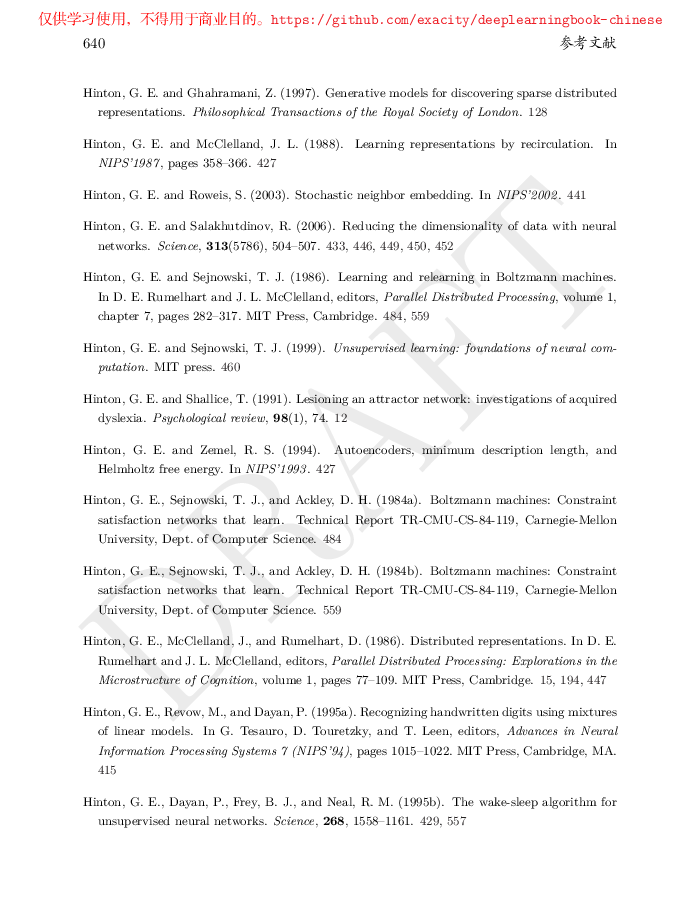 仅供学习使用，不得用于商业目的。https://github.com/exacity/deeplearningbook-chinese
640 参考文献
Hinton, G. E. and Ghahramani, Z. (1997). Generative models for discovering sparse distributed
representations. Philosophical Transactions of the Royal Society of London. 128
Hinton, G. E. and McClelland, J. L. (1988). Learning representations by recirculation. In
NIPS'1987, pages 358–366. 427
Hinton, G. E. and Roweis, S. (2003). Stochastic neighbor embedding. In NIPS'2002. 441
Hinton, G. E. and Salakhutdinov, R. (2006). Reducing the dimensionality of data with neural
networks. Science, 313(5786), 504–507. 433, 446, 449, 450, 452
Hinton, G. E. and Sejnowski, T. J. (1986). Learning and relearning in Boltzmann machines.
In D. E. Rumelhart and J. L. McClelland, editors, Parallel Distributed Processing, volume 1,
chapter 7, pages 282–317. MIT Press, Cambridge. 484, 559
Hinton, G. E. and Sejnowski, T. J. (1999). Unsupervised learning: foundations of neural com-
putation. MIT press. 460
Hinton, G. E. and Shallice, T. (1991). Lesioning an attractor network: investigations of acquired
dyslexia. Psychological review, 98(1), 74. 12
Hinton, G. E. and Zemel, R. S. (1994). Autoencoders, minimum description length, and
Helmholtz free energy. In NIPS'1993. 427
Hinton, G. E., Sejnowski, T. J., and Ackley, D. H. (1984a). Boltzmann machines: Constraint
satisfaction networks that learn. Technical Report TR-CMU-CS-84-119, Carnegie-Mellon
University, Dept. of Computer Science. 484
Hinton, G. E., Sejnowski, T. J., and Ackley, D. H. (1984b). Boltzmann machines: Constraint
satisfaction networks that learn. Technical Report TR-CMU-CS-84-119, Carnegie-Mellon
University, Dept. of Computer Science. 559
Hinton, G. E., McClelland, J., and Rumelhart, D. (1986). Distributed representations. In D. E.
Rumelhart and J. L. McClelland, editors, Parallel Distributed Processing: Explorations in the
Microstructure of Cognition, volume 1, pages 77–109. MIT Press, Cambridge. 15, 194, 447
Hinton, G. E., Revow, M., and Dayan, P. (1995a). Recognizing handwritten digits using mixtures
of linear models. In G. Tesauro, D. Touretzky, and T. Leen, editors, Advances in Neural
Information Processing Systems 7 (NIPS'94), pages 1015–1022. MIT Press, Cambridge, MA.
415
Hinton, G. E., Dayan, P., Frey, B. J., and Neal, R. M. (1995b). The wake-sleep algorithm for
unsupervised neural networks. Science, 268, 1558–1161. 429, 557
DRAFT